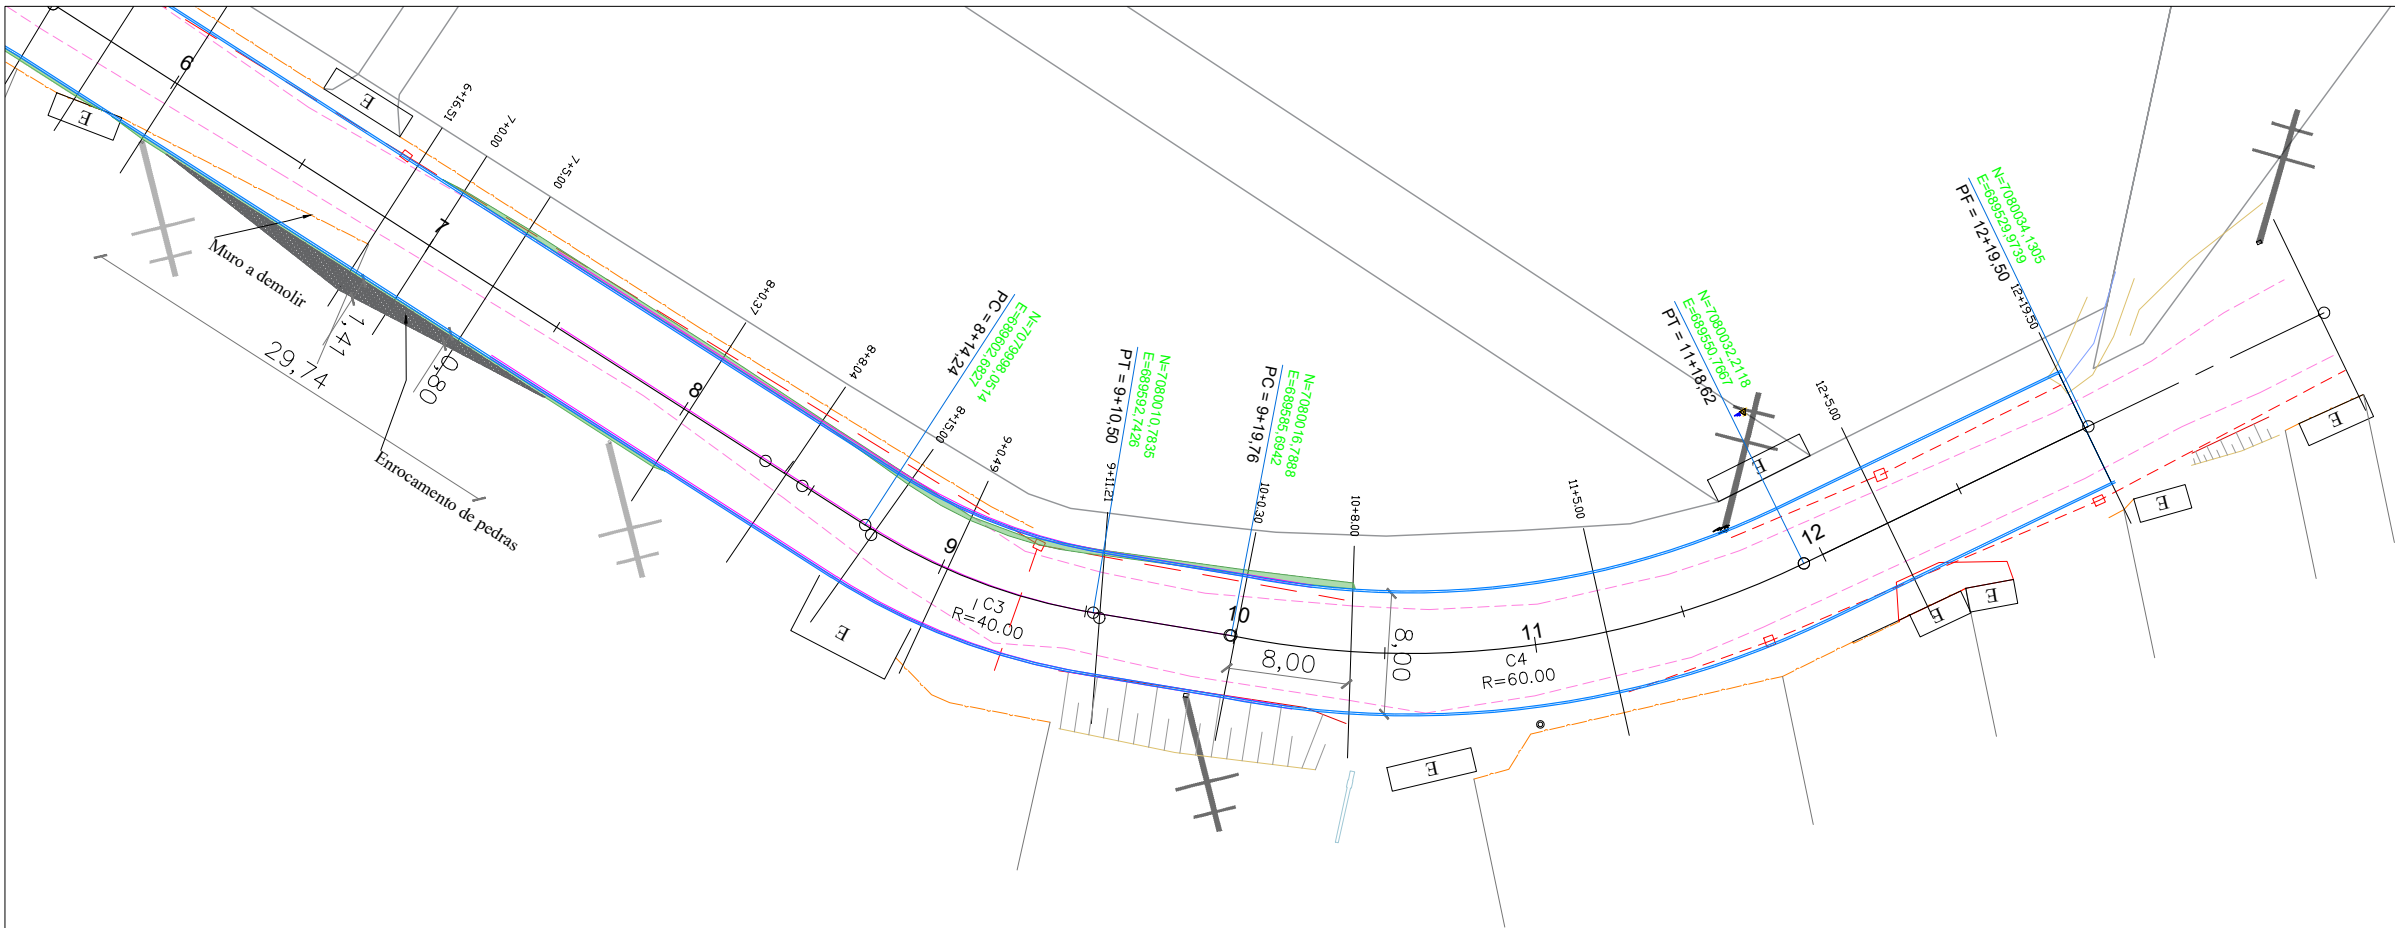 6
E
E
6+16.51
7+0.00
7+5.00
7
Muro a demolir
29,74
1,41
0,80
Enrocamento de pedras
8+0.37
8
8+8.04
PC = 8+14,24
E=689602,6827
N=7079998,0514
8+15.00
9+0.49
9
E
C3
R=40.00
PT = 9+10,50
E=689592,7426
N=7080010,7835
9+11.21
PC = 9+19,76
E=689585,6942
N=7080016,7888
10+0.30
10
10+8.00
8,00
8,00
11+5.00
11
C4
R=60.00
E
PT = 11+18,62
E=689550,7667
N=7080032,2118
E
12
12+5.00
E
E
PF = 12+19,50
E=689529,9739
N=7080034,1305
12+19.50
E
E